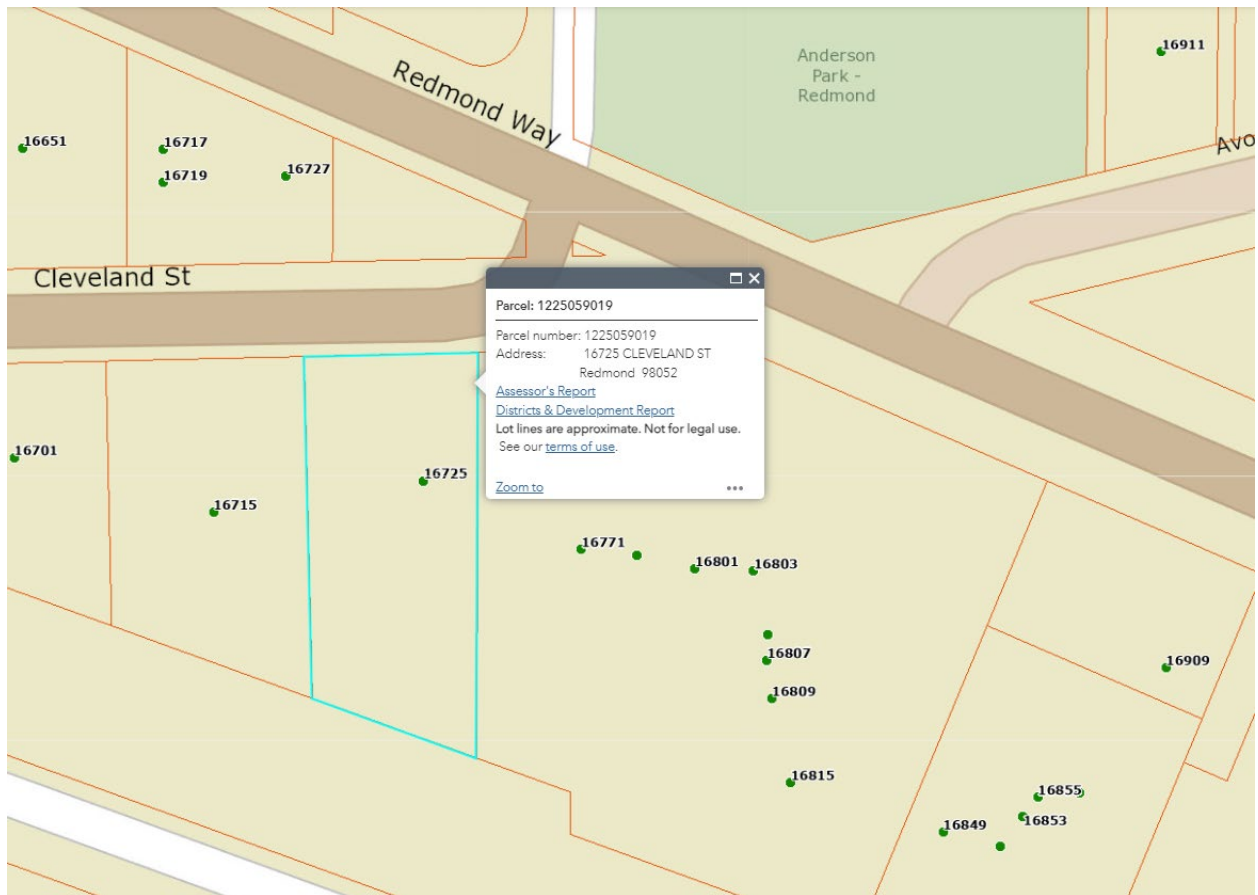 Anderson
Park -
Redmond
16911
Redmond Way
Avo
16651
16717
16719
16727
Cleveland St
Parcel: 1225059019
Parcel number: 1225059019
Address: 16725 CLEVELAND ST
Redmond 98052
Assessor's Report
Districts & Development Report
Lot lines are approximate. Not for legal use.
See our terms of use.
Zoom to
16701
16715
16725
16771
16801
16803
16807
16809
16909
16815
16855
16853
16849